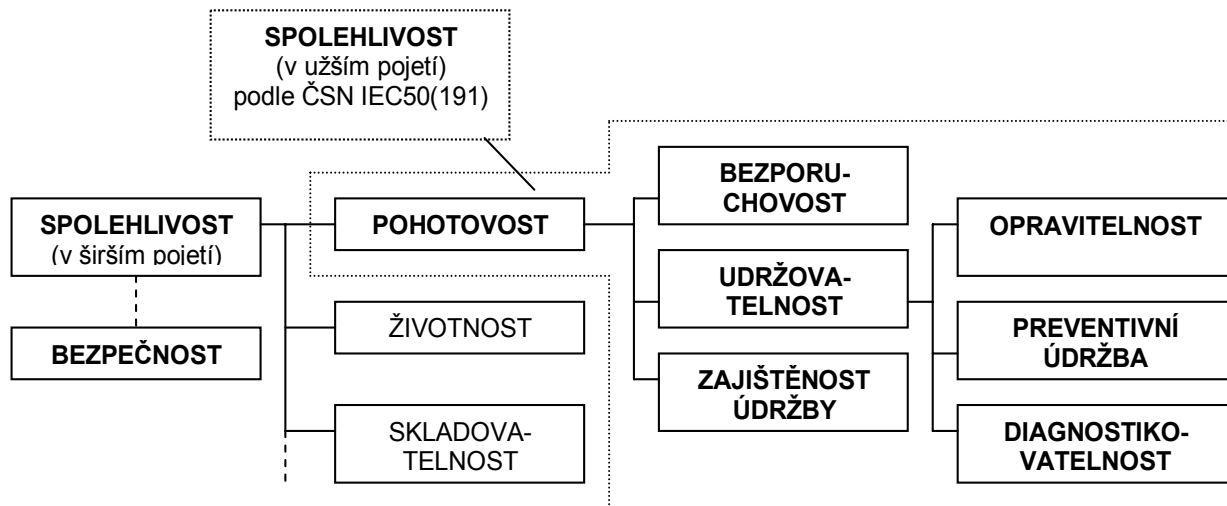 SPOLEHLIVOST
(v užším pojetí)
podle ČSN IEC50(191)
SPOLEHLIVOST
(v širším pojetí)
BEZPEČNOST
POHOTOVOST
ŽIVOTNOST
SKLADOVA-
TELNOST
BEZPORU-
CHOVOST
UDRŽOVA-
TELNOST
ZAJIŠTĚNOST
ÚDRŽBY
OPRAVITELNOST
PREVENTIVNÍ
ÚDRŽBA
DIAGNOSTIKO-
VATELNOST